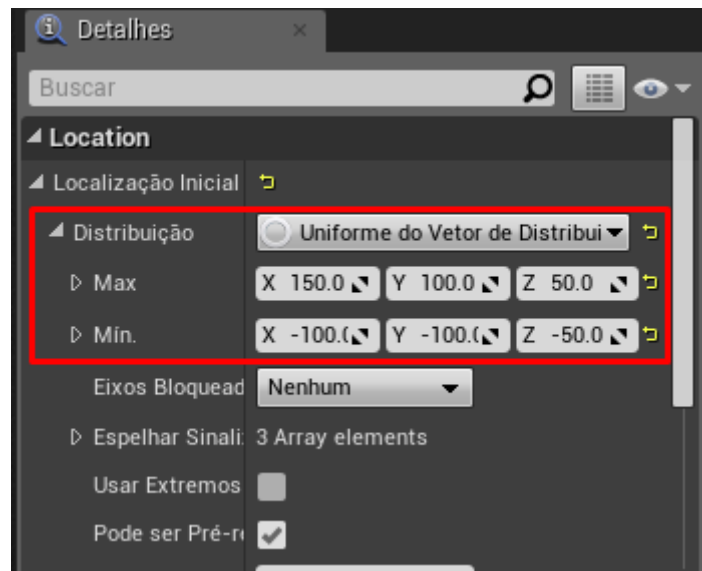 Detalhes ×
Buscar
Location
Localização Inicial
Distribuição Uniforme do Vetor de Distribui
Max X 150.0 Y 100.0 Z 50.0
Mín. X -100.( Y -100.( Z -50.0
Eixos Bloquead Nenhum
Espelhar Sinali: 3 Array elements
Usar Extremos
Pode ser Pré-r